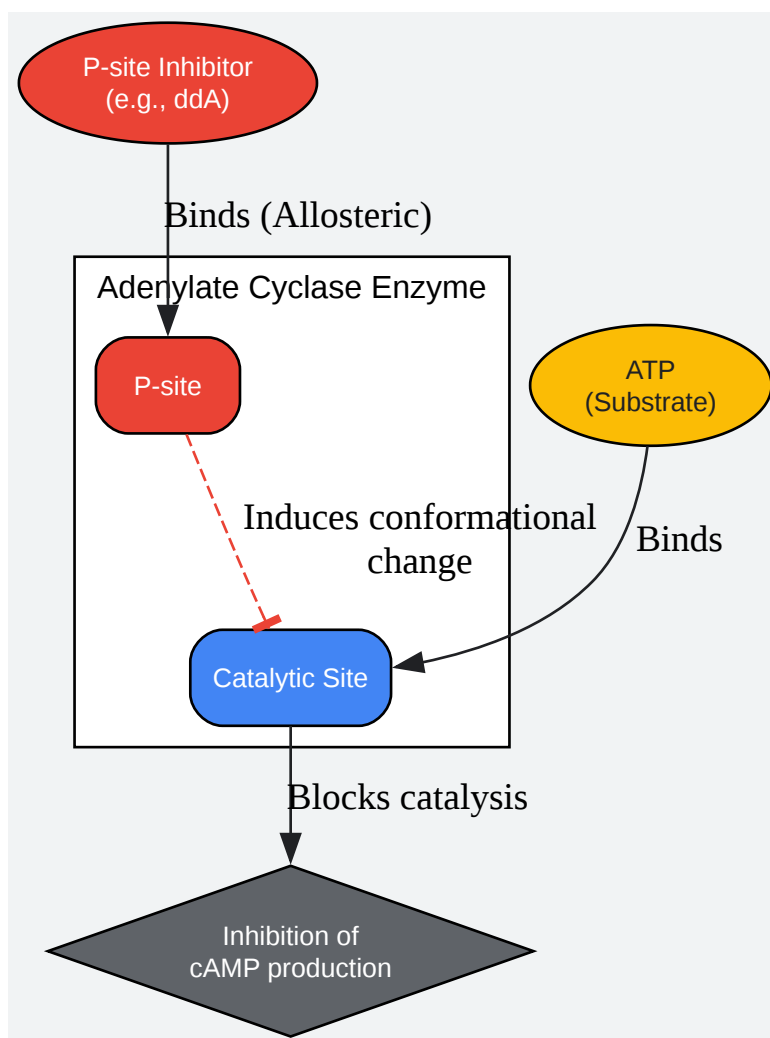 P-site Inhibitor
(e.g., ddA)
Binds (Allosteric)
Adenylate Cyclase Enzyme
P-site
ATP
(Substrate)
Induces conformational
change
Binds
Catalytic Site
Blocks catalysis
Inhibition of
cAMP production